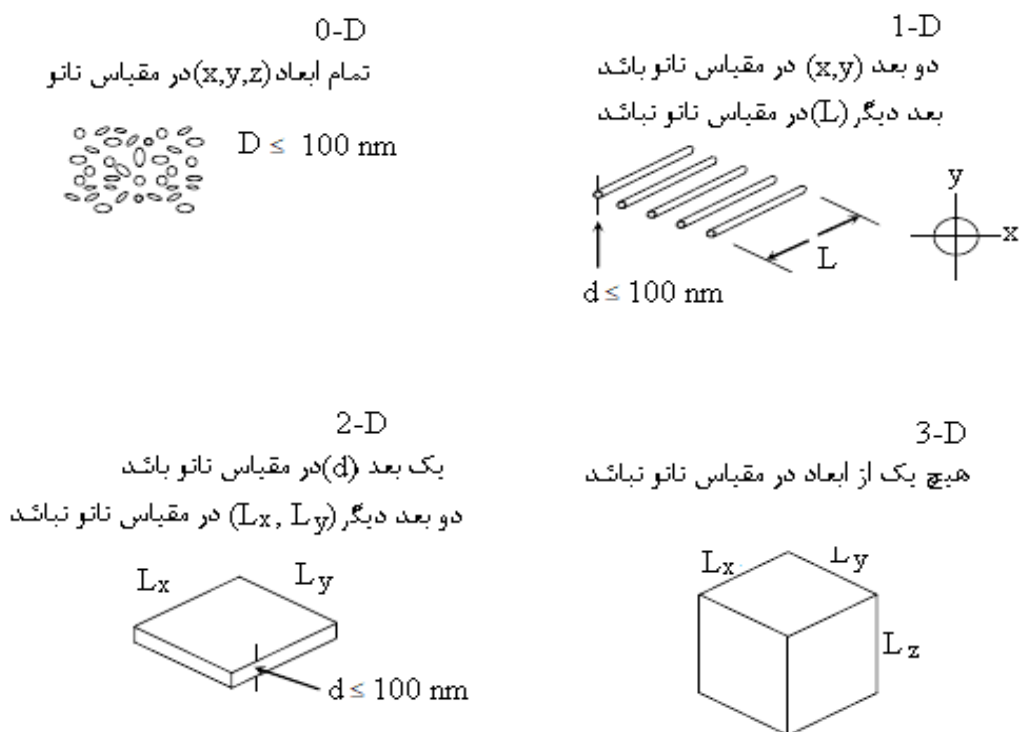 0-D
تمام ابعاد(x,y,z)در مقیاس نانو
D ≤ 100 nm
1-D
دو بعد (x,y) در مقیاس نانو باشد
بعد دیگر (L)در مقیاس نانو نباشد
y
x
L
d ≤ 100 nm
2-D
یک بعد (d)در مقیاس نانو باشد
دو بعد دیگر (Lx , Ly) در مقیاس نانو نباشد
Lx
Ly
d ≤ 100 nm
3-D
هیچ یک از ابعاد در مقیاس نانو نباشد
Lx
Ly
Lz